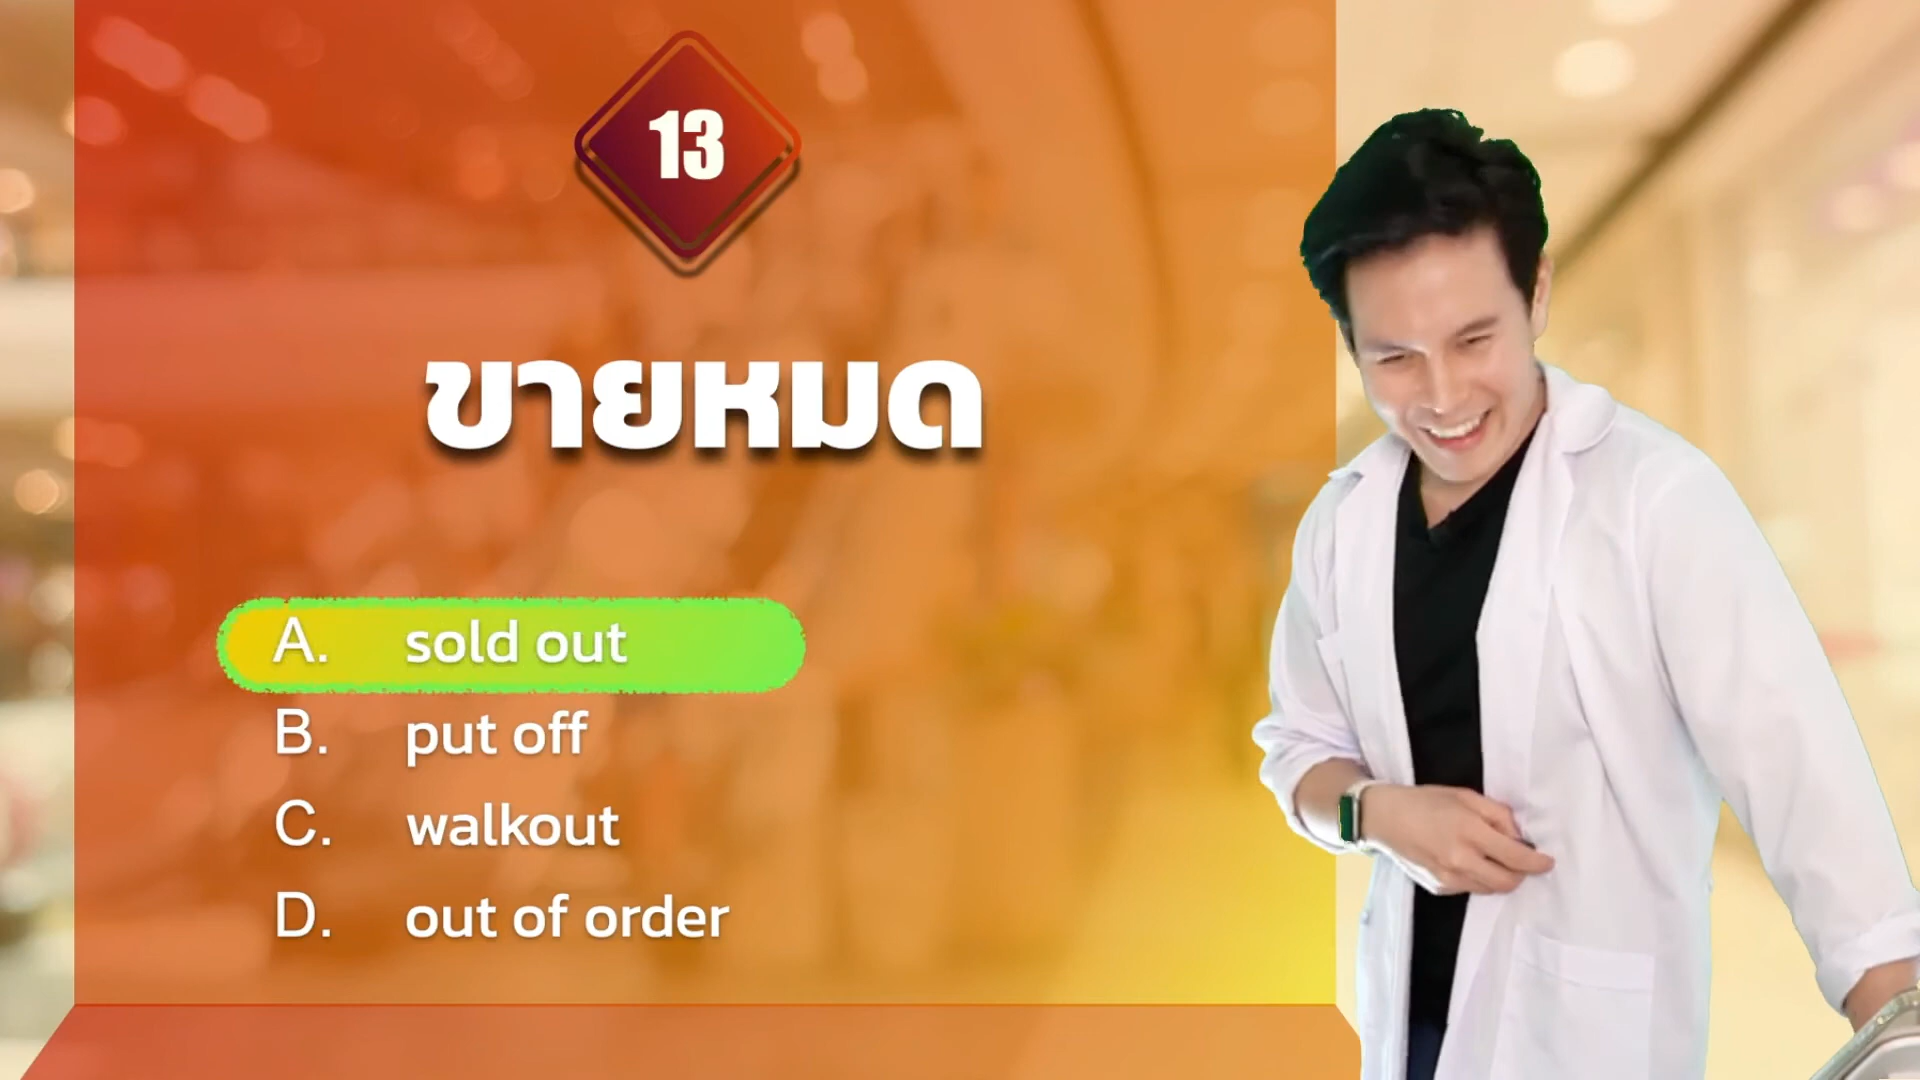 13
ขายหมด
A. sold out
B. put off
C. walkout
D. out of order